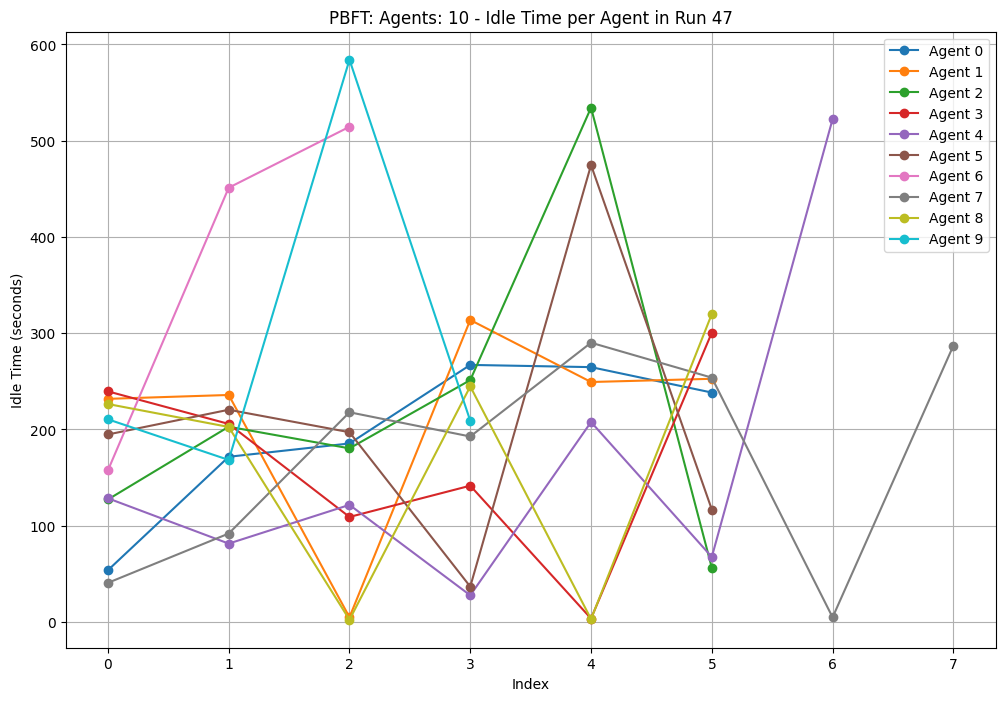 PBFT: Agents: 10 - Idle Time per Agent in Run 47
Idle Time (seconds)
600
500
400
300
200
100
0
0 1 2 3 4 5 6 7
Index
Agent 0
Agent 1
Agent 2
Agent 3
Agent 4
Agent 5
Agent 6
Agent 7
Agent 8
Agent 9